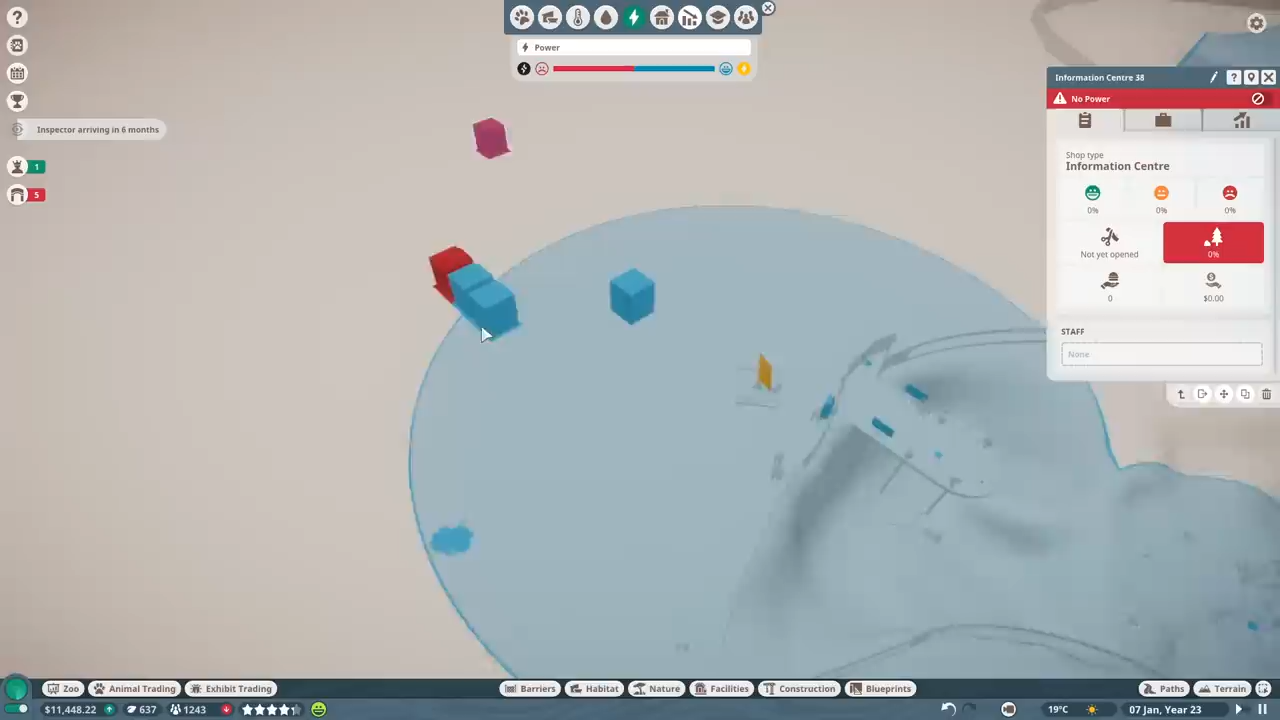 Power
Inspector arriving in 6 months
1
5
Information Centre 38
?
No Power
Shop type
Information Centre
0%
0%
0%
Not yet opened
0%
0
$0.00
STAFF
None
Zoo
Animal Trading
Exhibit Trading
Barriers
Habitat
Nature
Facilities
Construction
Blueprints
Paths
Terrain
$11,448.22
637
1243
19°C
07 Jan, Year 23